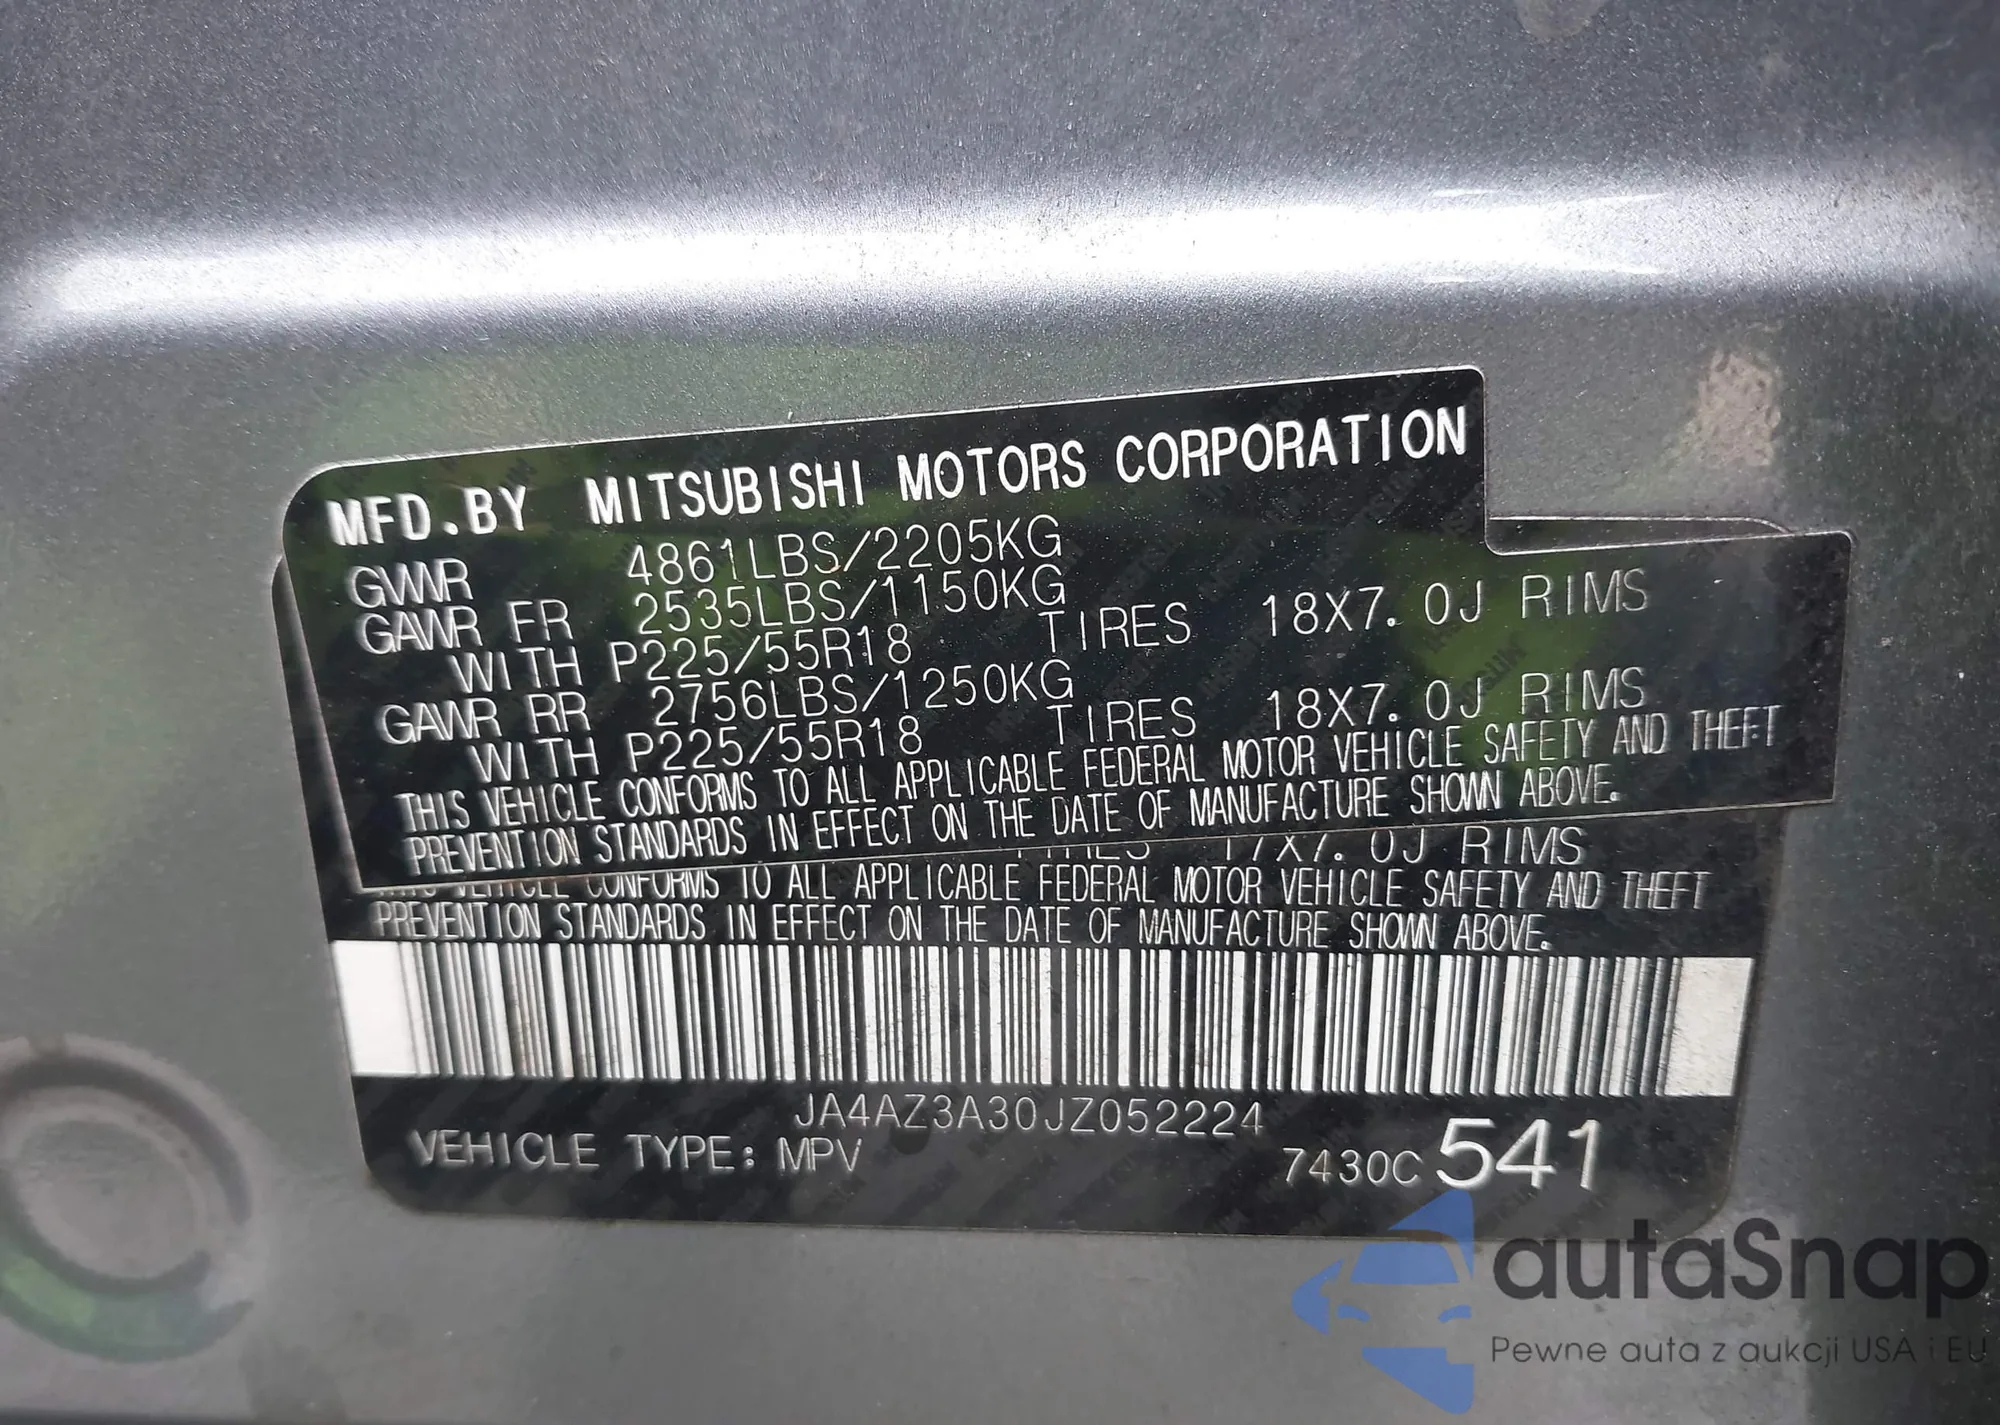 MFD.BY MITSUBISHI MOTORS CORPORATION
GVWR 4861LBS/2205KG
GAWR FR 2535LBS/1150KG
WITH P225/55R18 TIRES 18X7.0J RIMS
GAWR RR 2756LBS/1250KG
WITH P225/55R18 TIRES 18X7.0J RIMS
THIS VEHICLE CONFORMS TO ALL APPLICABLE FEDERAL MOTOR VEHICLE SAFETY AND THEFT
PREVENTION STANDARDS IN EFFECT ON THE DATE OF MANUFACTURE SHOWN ABOVE.
TIRES 17X7.0J RIMS
THIS VEHICLE CONFORMS TO ALL APPLICABLE FEDERAL MOTOR VEHICLE SAFETY AND THEFT
PREVENTION STANDARDS IN EFFECT ON THE DATE OF MANUFACTURE SHOWN ABOVE.
JA4AZ3A30JZ052224
VEHICLE TYPE: MPV 7430C 541
autaSnap
Pewne auta z aukcji USA i EU